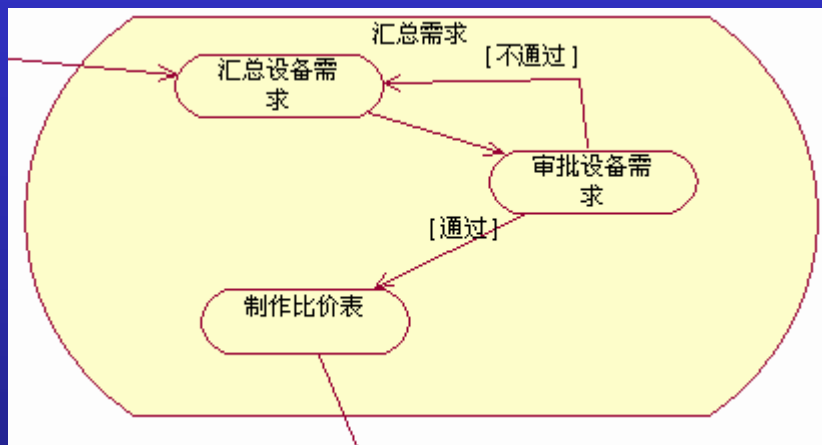 汇总需求
汇总设备需
求
[不通过]
审批设备需
求
[通过]
制作比价表